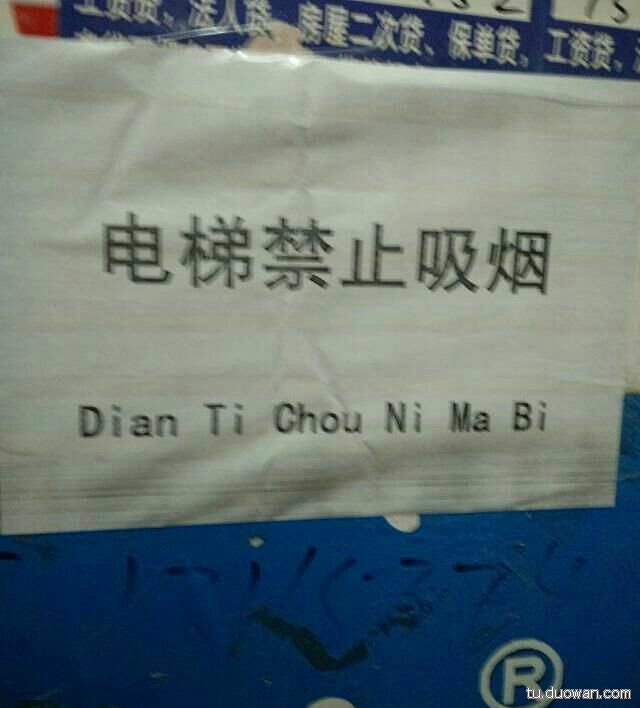 工资贷、法人贷、房屋二次贷、保单贷、工资贷、
电梯禁止吸烟
Dian Ti Chou Ni Ma Bi
®
tu.duowan.com